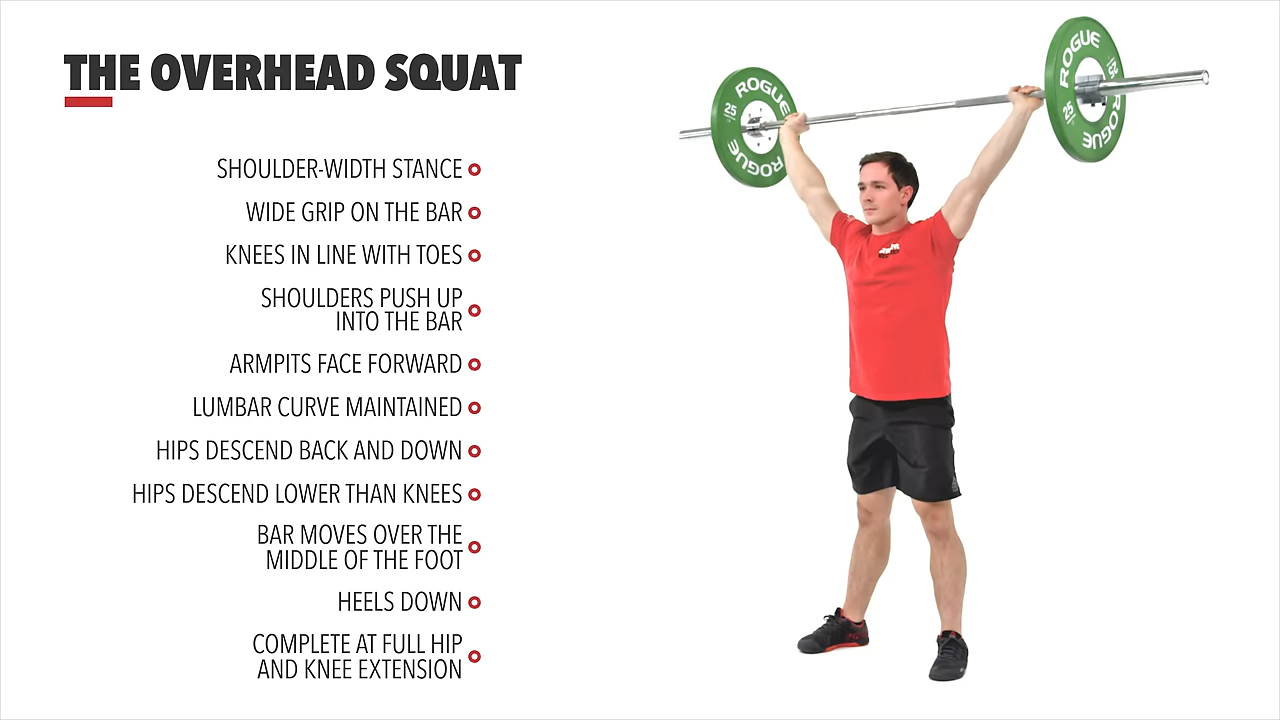 THE OVERHEAD SQUAT
SHOULDER-WIDTH STANCE
WIDE GRIP ON THE BAR
KNEES IN LINE WITH TOES
SHOULDERS PUSH UP
INTO THE BAR
ARMPITS FACE FORWARD
LUMBAR CURVE MAINTAINED
HIPS DESCEND BACK AND DOWN
HIPS DESCEND LOWER THAN KNEES
BAR MOVES OVER THE
MIDDLE OF THE FOOT
HEELS DOWN
COMPLETE AT FULL HIP
AND KNEE EXTENSION
ROGUE
25
ROGUE
ROGUE
25
25
ROGUE